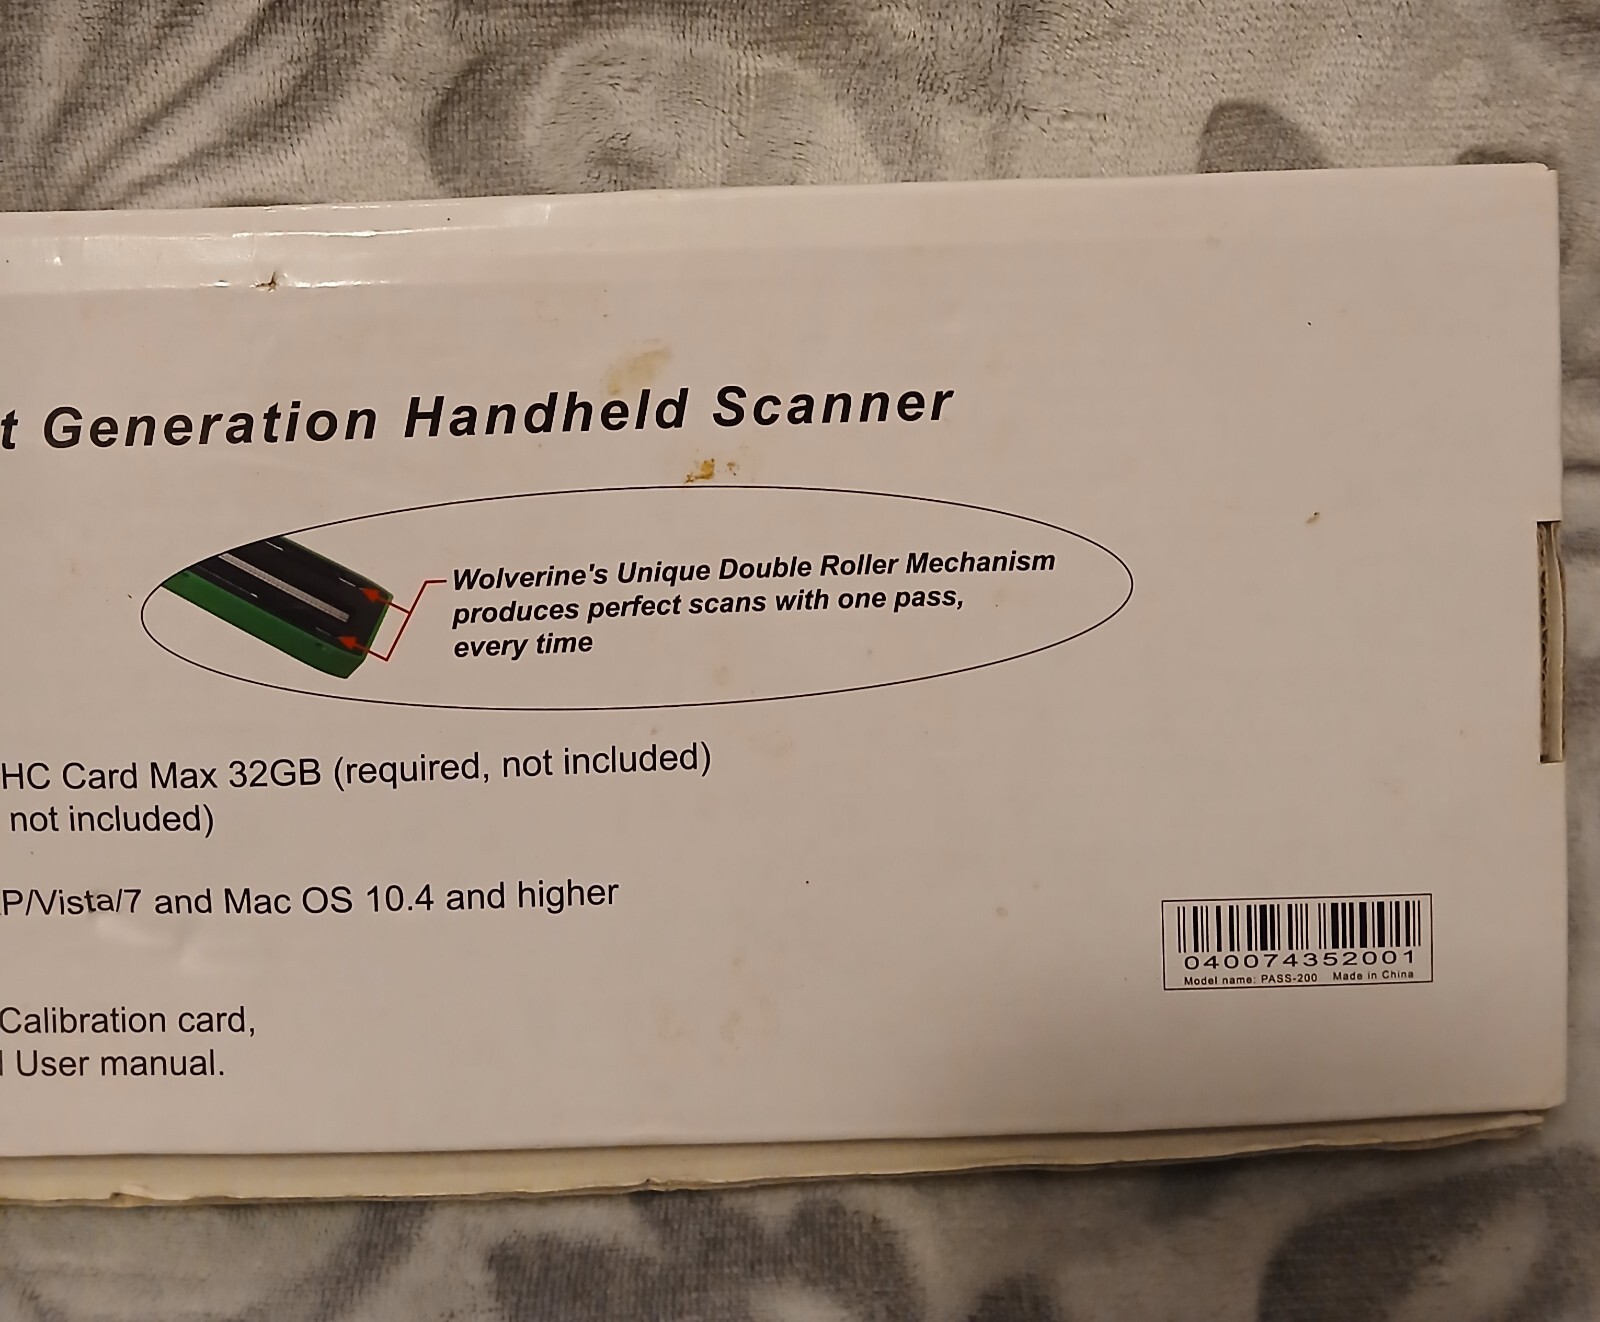 t Generation Handheld Scanner
Wolverine's Unique Double Roller Mechanism
produces perfect scans with one pass,
every time
HC Card Max 32GB (required, not included)
not included)
P/Vista/7 and Mac OS 10.4 and higher
Calibration card,
User manual.
040074352001
Model name: PASS-200 Made in China